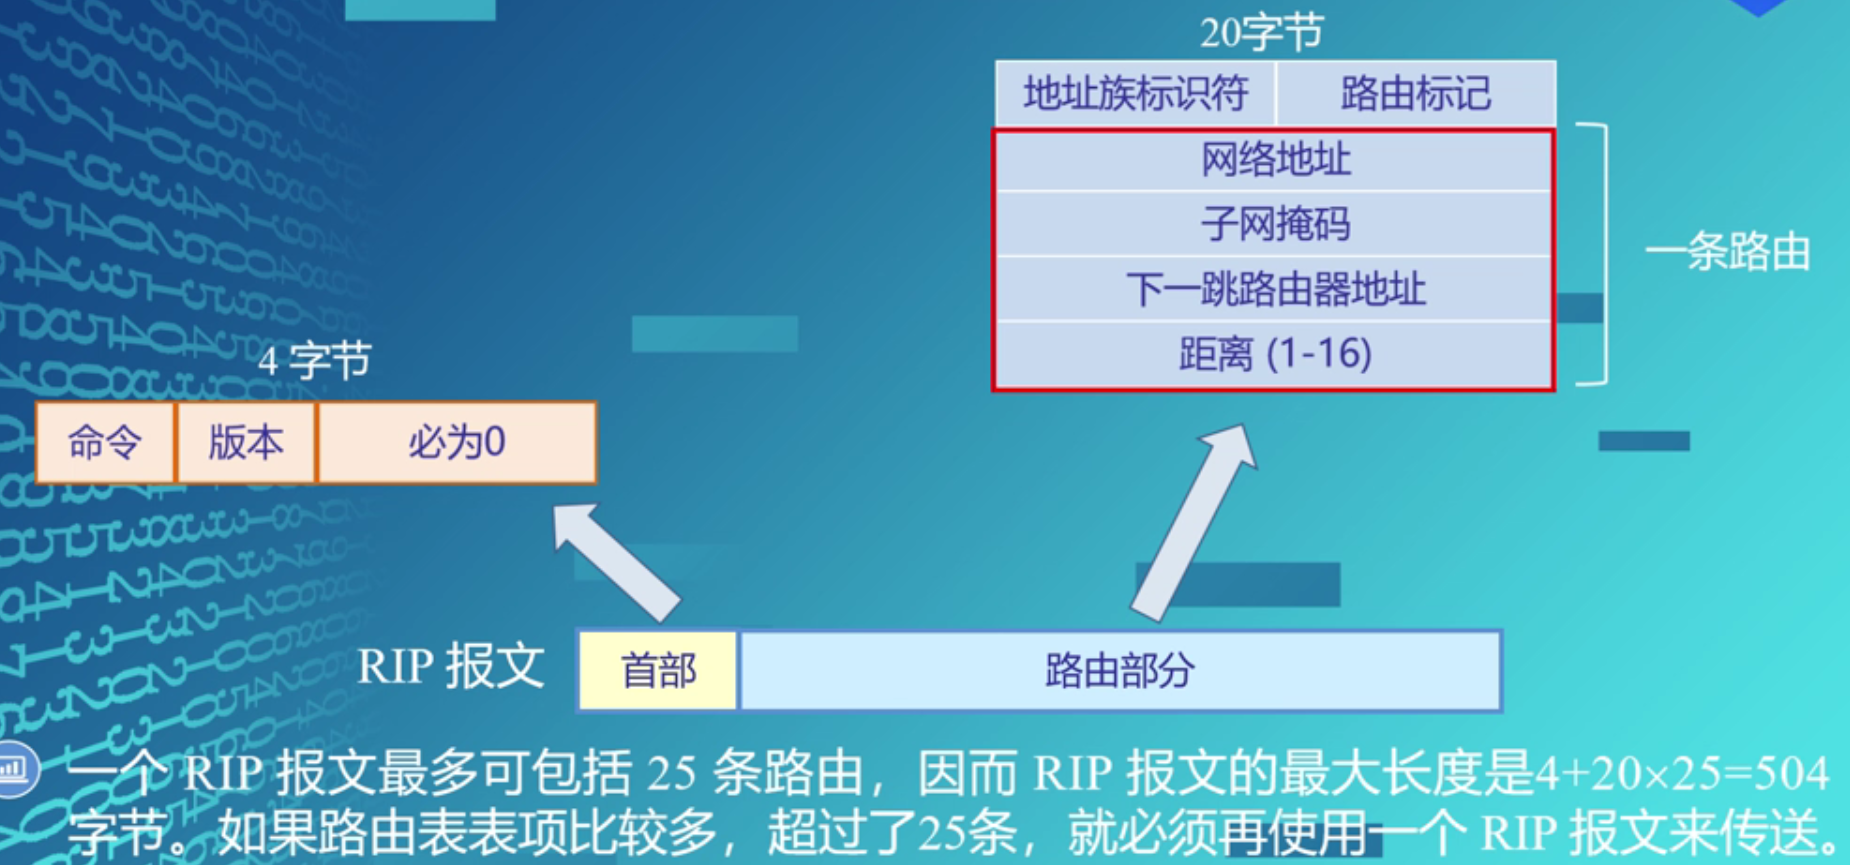 20字节
地址族标识符 路由标记
网络地址
子网掩码
下一跳路由器地址
距离 (1-16)
一条路由
4 字节
命令 版本 必为0
RIP 报文 首部 路由部分
一个 RIP 报文最多可包括 25 条路由，因而 RIP 报文的最大长度是4+20×25=504
字节。如果路由表表项比较多，超过了25条，就必须再使用一个 RIP 报文来传送。